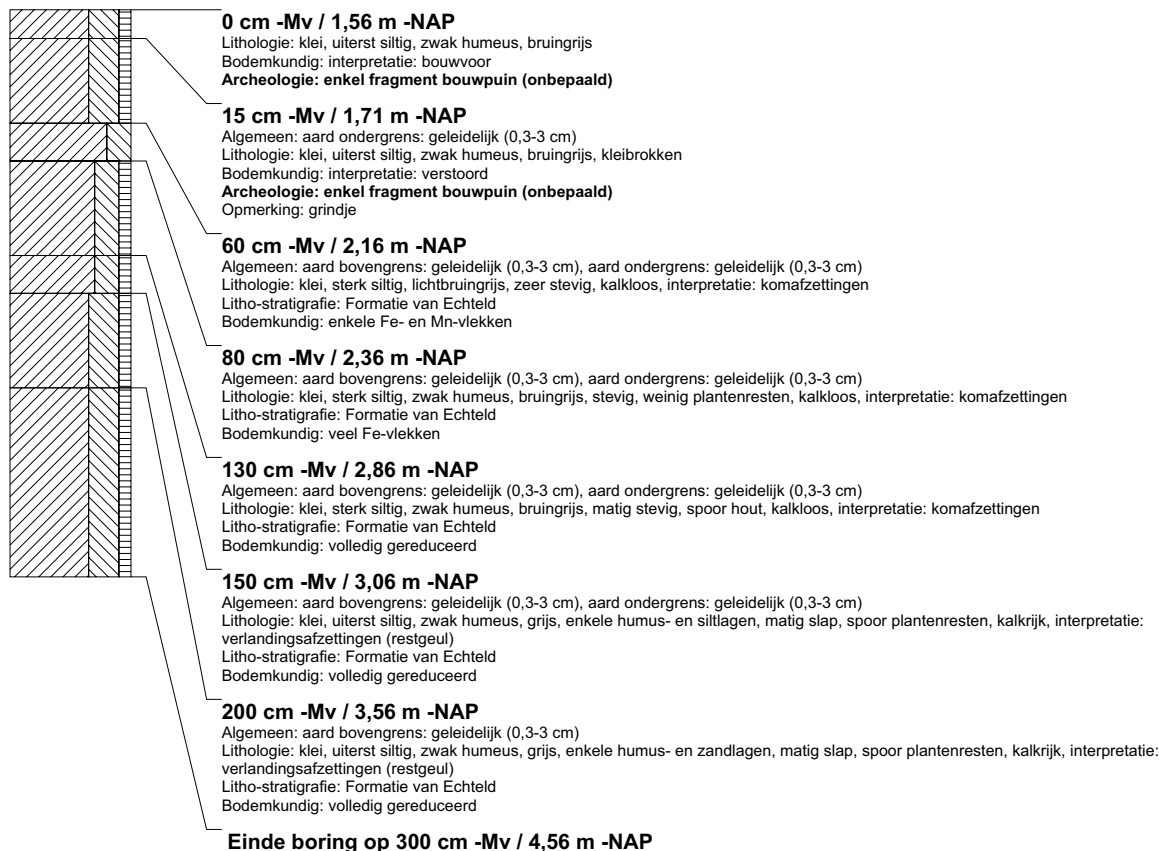 0 cm -Mv / 1,56 m -NAP
Lithologie: klei, uiterst siltig, zwak humeus, bruingrijs
Bodemkundig: interpretatie: bouwvoor
Archeologie: enkel fragment bouwpuin (onbepaald)
15 cm -Mv / 1,71 m -NAP
Algemeen: aard ondergrens: geleidelijk (0,3-3 cm)
Lithologie: klei, uiterst siltig, zwak humeus, bruingrijs, kleibrokken
Bodemkundig: interpretatie: verstoord
Archeologie: enkel fragment bouwpuin (onbepaald)
Opmerking: grindje
60 cm -Mv / 2,16 m -NAP
Algemeen: aard bovengrens: geleidelijk (0,3-3 cm), aard ondergrens: geleidelijk (0,3-3 cm)
Lithologie: klei, sterk siltig, lichtbruingrijs, zeer stevig, kalkloos, interpretatie: komafzettingen
Litho-stratigrafie: Formatie van Echteld
Bodemkundig: enkele Fe- en Mn-vlekken
80 cm -Mv / 2,36 m -NAP
Algemeen: aard bovengrens: geleidelijk (0,3-3 cm), aard ondergrens: geleidelijk (0,3-3 cm)
Lithologie: klei, sterk siltig, zwak humeus, bruingrijs, stevig, weinig plantenresten, kalkloos, interpretatie: komafzettingen
Litho-stratigrafie: Formatie van Echteld
Bodemkundig: veel Fe-vlekken
130 cm -Mv / 2,86 m -NAP
Algemeen: aard bovengrens: geleidelijk (0,3-3 cm), aard ondergrens: geleidelijk (0,3-3 cm)
Lithologie: klei, sterk siltig, zwak humeus, bruingrijs, matig stevig, spoor hout, kalkloos, interpretatie: komafzettingen
Litho-stratigrafie: Formatie van Echteld
Bodemkundig: volledig gereduceerd
150 cm -Mv / 3,06 m -NAP
Algemeen: aard bovengrens: geleidelijk (0,3-3 cm), aard ondergrens: geleidelijk (0,3-3 cm)
Lithologie: klei, uiterst siltig, zwak humeus, grijs, enkele humus- en siltlagen, matig slap, spoor plantenresten, kalkrijk, interpretatie:
verlandingsafzettingen (restgeul)
Litho-stratigrafie: Formatie van Echteld
Bodemkundig: volledig gereduceerd
200 cm -Mv / 3,56 m -NAP
Algemeen: aard bovengrens: geleidelijk (0,3-3 cm)
Lithologie: klei, uiterst siltig, zwak humeus, grijs, enkele humus- en zandlagen, matig slap, spoor plantenresten, kalkrijk, interpretatie:
verlandingsafzettingen (restgeul)
Litho-stratigrafie: Formatie van Echteld
Bodemkundig: volledig gereduceerd
Einde boring op 300 cm -Mv / 4,56 m -NAP